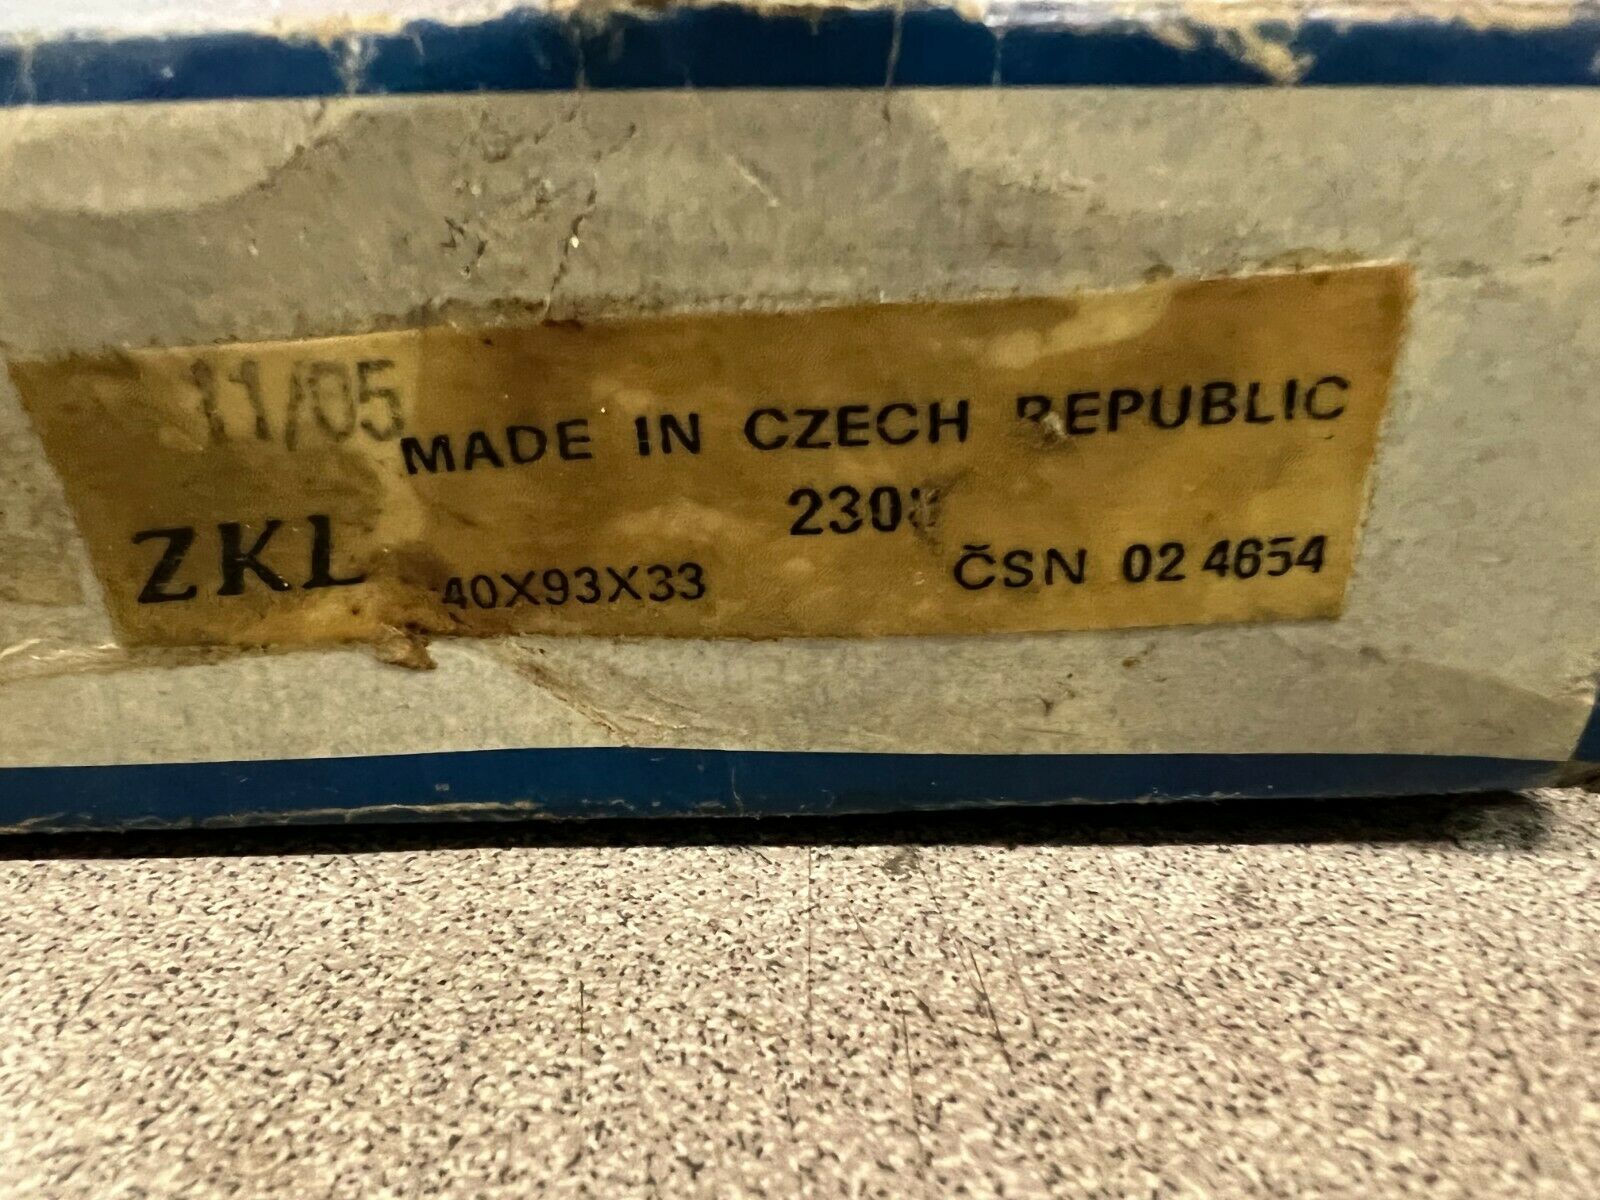 11/05
MADE IN CZECH REPUBLIC
ZKL
40X93X33
ČSN 02 4654